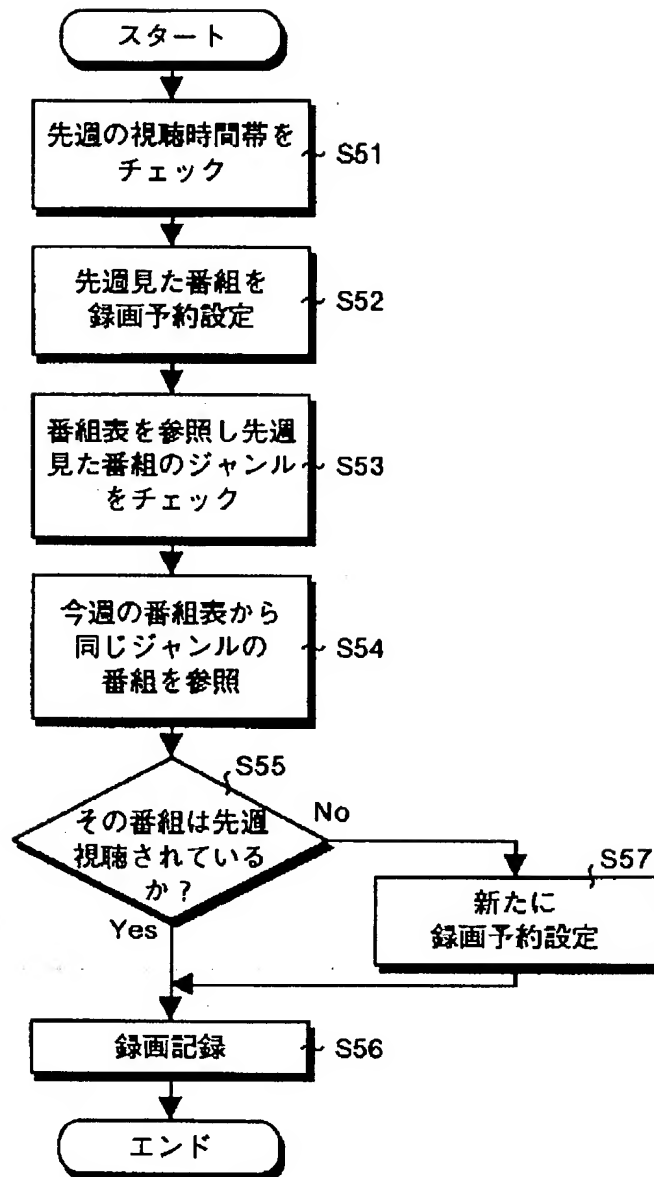 スタート
先週の視聴時間帯を
チェック
S51
先週見た番組を
録画予約設定
S52
番組表を参照し先週
見た番組のジャンル
をチェック
S53
今週の番組表から
同じジャンルの
番組を参照
S54
S55
その番組は先週
視聴されている
か?
No
Yes
S57
新たに
録画予約設定
録画記録
S56
エンド